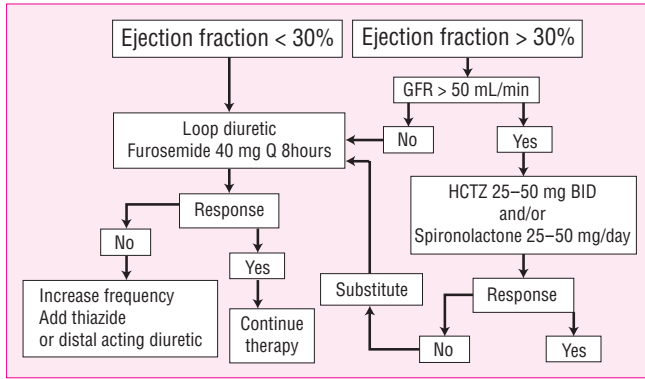 Ejection fraction < 30%
Ejection fraction > 30%
GFR > 50 mL/min
Loop diuretic
Furosemide 40 mg Q 8hours
No
Yes
HCTZ 25–50 mg BID
and/or
Spironolactone 25–50 mg/day
Response
No
Yes
Increase frequency
Add thiazide
or distal acting diuretic
Continue
therapy
Substitute
Response
No
Yes